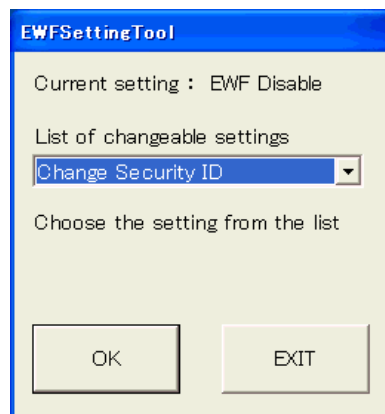 EWFSettingTool
Current setting : EWF Disable
List of changeable settings
Change Security ID
Choose the setting from the list
OK
EXIT